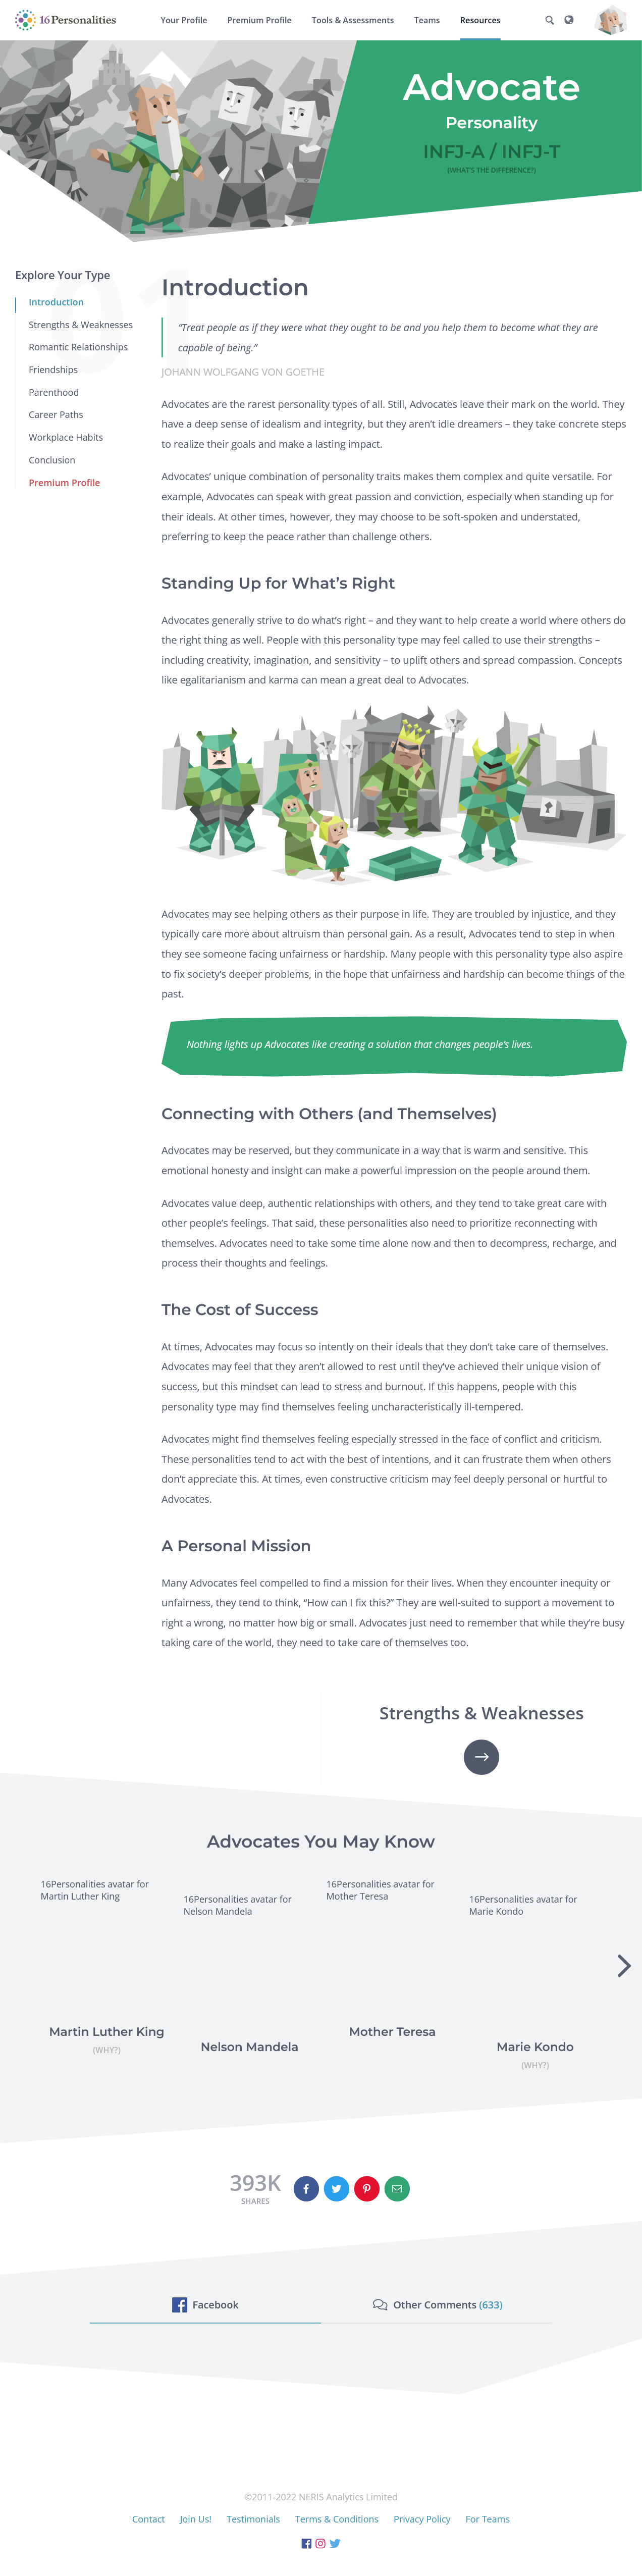 16Personalities
Your Profile Premium Profile Tools & Assessments Teams Resources
Advocate
Personality
INFJ-A / INFJ-T
(WHAT'S THE DIFFERENCE?)
01
Explore Your Type
Introduction
Strengths & Weaknesses
Romantic Relationships
Friendships
Parenthood
Career Paths
Workplace Habits
Conclusion
Premium Profile
Introduction
“Treat people as if they were what they ought to be and you help them to become what they are
capable of being.”
JOHANN WOLFGANG VON GOETHE
Advocates are the rarest personality types of all. Still, Advocates leave their mark on the world. They
have a deep sense of idealism and integrity, but they aren’t idle dreamers – they take concrete steps
to realize their goals and make a lasting impact.
Advocates’ unique combination of personality traits makes them complex and quite versatile. For
example, Advocates can speak with great passion and conviction, especially when standing up for
their ideals. At other times, however, they may choose to be soft-spoken and understated,
preferring to keep the peace rather than challenge others.
Standing Up for What’s Right
Advocates generally strive to do what’s right – and they want to help create a world where others do
the right thing as well. People with this personality type may feel called to use their strengths –
including creativity, imagination, and sensitivity – to uplift others and spread compassion. Concepts
like egalitarianism and karma can mean a great deal to Advocates.
Advocates may see helping others as their purpose in life. They are troubled by injustice, and they
typically care more about altruism than personal gain. As a result, Advocates tend to step in when
they see someone facing unfairness or hardship. Many people with this personality type also aspire
to fix society’s deeper problems, in the hope that unfairness and hardship can become things of the
past.
Nothing lights up Advocates like creating a solution that changes people’s lives.
Connecting with Others (and Themselves)
Advocates may be reserved, but they communicate in a way that is warm and sensitive. This
emotional honesty and insight can make a powerful impression on the people around them.
Advocates value deep, authentic relationships with others, and they tend to take great care with
other people’s feelings. That said, these personalities also need to prioritize reconnecting with
themselves. Advocates need to take some time alone now and then to decompress, recharge, and
process their thoughts and feelings.
The Cost of Success
At times, Advocates may focus so intently on their ideals that they don’t take care of themselves.
Advocates may feel that they aren’t allowed to rest until they’ve achieved their unique vision of
success, but this mindset can lead to stress and burnout. If this happens, people with this
personality type may find themselves feeling uncharacteristically ill-tempered.
Advocates might find themselves feeling especially stressed in the face of conflict and criticism.
These personalities tend to act with the best of intentions, and it can frustrate them when others
don’t appreciate this. At times, even constructive criticism may feel deeply personal or hurtful to
Advocates.
A Personal Mission
Many Advocates feel compelled to find a mission for their lives. When they encounter inequity or
unfairness, they tend to think, “How can I fix this?” They are well-suited to support a movement to
right a wrong, no matter how big or small. Advocates just need to remember that while they’re busy
taking care of the world, they need to take care of themselves too.
Strengths & Weaknesses
Advocates You May Know
16Personalities avatar for
Martin Luther King
16Personalities avatar for
Nelson Mandela
16Personalities avatar for
Mother Teresa
16Personalities avatar for
Marie Kondo
Martin Luther King
(WHY?)
Nelson Mandela
Mother Teresa
Marie Kondo
(WHY?)
393K
SHARES
Facebook
Other Comments (633)
©2011-2022 NERIS Analytics Limited
Contact Join Us! Testimonials Terms & Conditions Privacy Policy For Teams